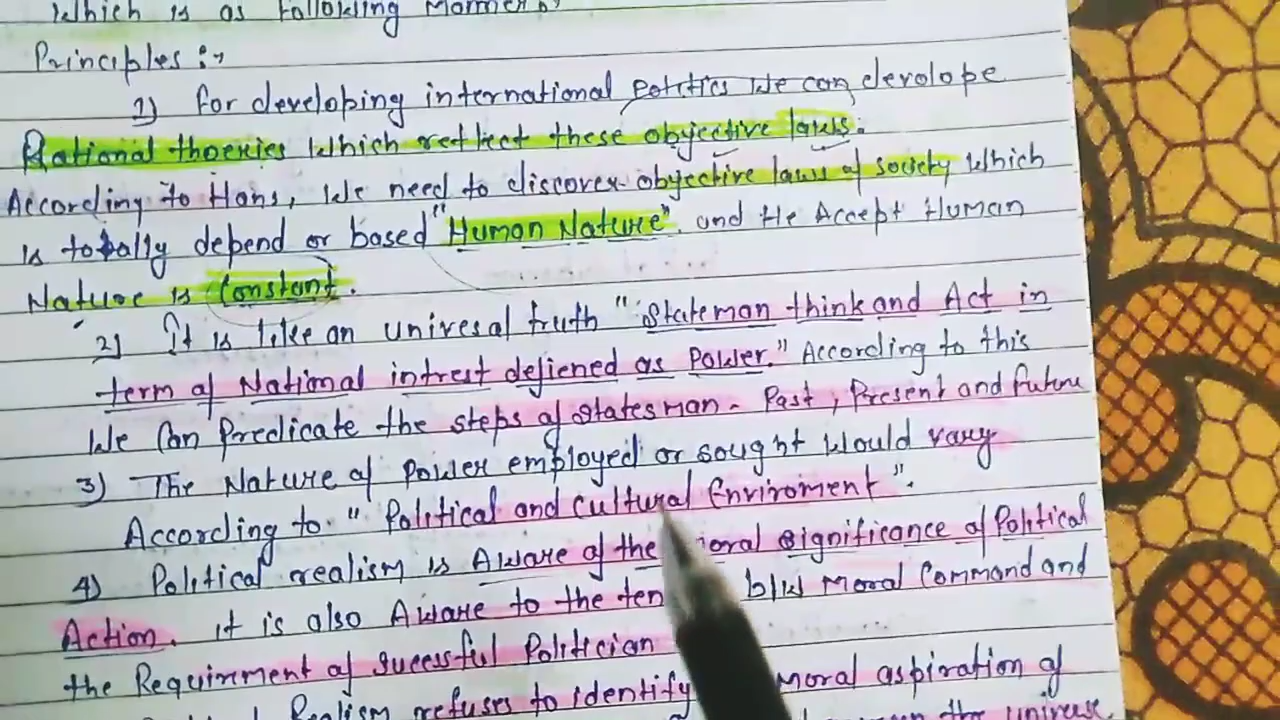 Which is as following Manner.
Principles :-
1) for developing international politics we can devolope
Rational thoeries which reflect these objective laws.
According to Hans, we need to discover objective laws of society which
is totally depend or based "Human Nature". and He Accept Human
Nature is Constant.
2) It is like an univesal truth "Stateman think and Act in
term of National intrest defiened as Power." According to this
we Can Predicate the steps of statesman - Past, Present and future
3) The Nature of Power employed or sought would vary
According to "Political and cultural Enviroment".
4) Political realism is Aware of the moral significance of Political
Action. it is also Aware to the b/w Moral Command and
the Requirment of sucessful Politician
Realism refuses to identify moral aspiration of
the universe.